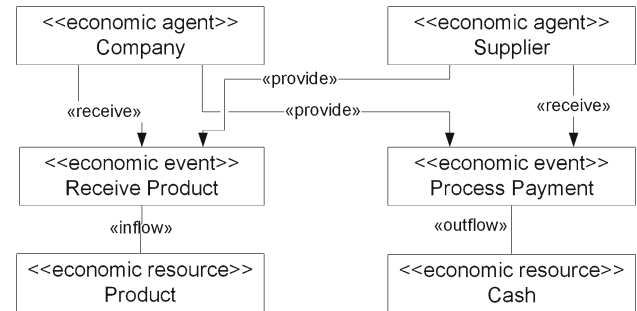 <<economic agent>>
Company
<<economic agent>>
Supplier
«provide»
«receive»
«provide»
«receive»
<<economic event>>
Receive Product
<<economic event>>
Process Payment
«inflow»
«outflow»
<<economic resource>>
Product
<<economic resource>>
Cash